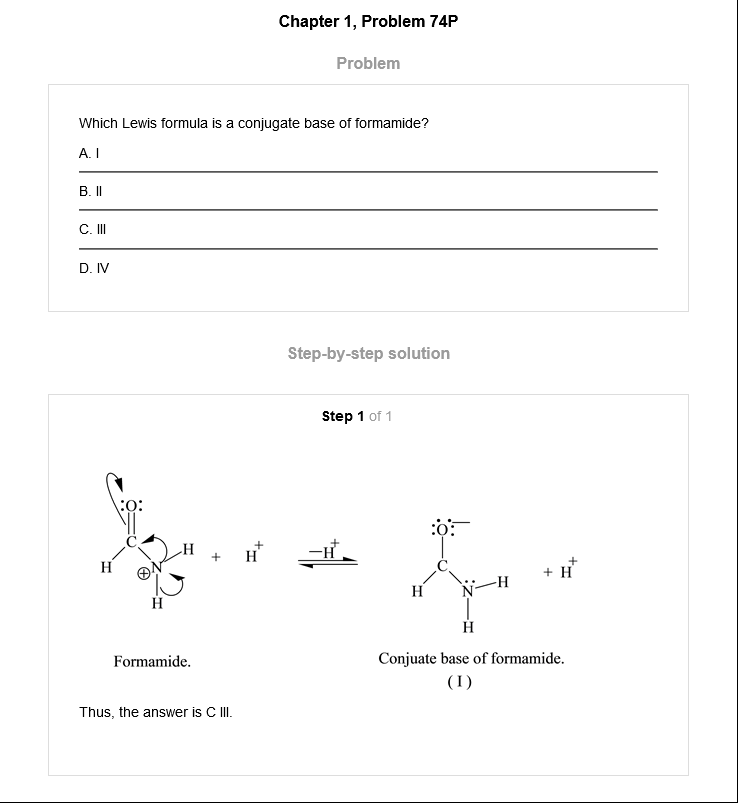 Chapter 1, Problem 74P
Problem
Which Lewis formula is a conjugate base of formamide?
A. I
B. II
C. III
D. IV
Step-by-step solution
Step 1 of 1
:O: :O:—
C H + H+ −H+ C + H+
H ⊕N H N̈ H
H H
Formamide. Conjuate base of formamide.
(I)
Thus, the answer is C III.